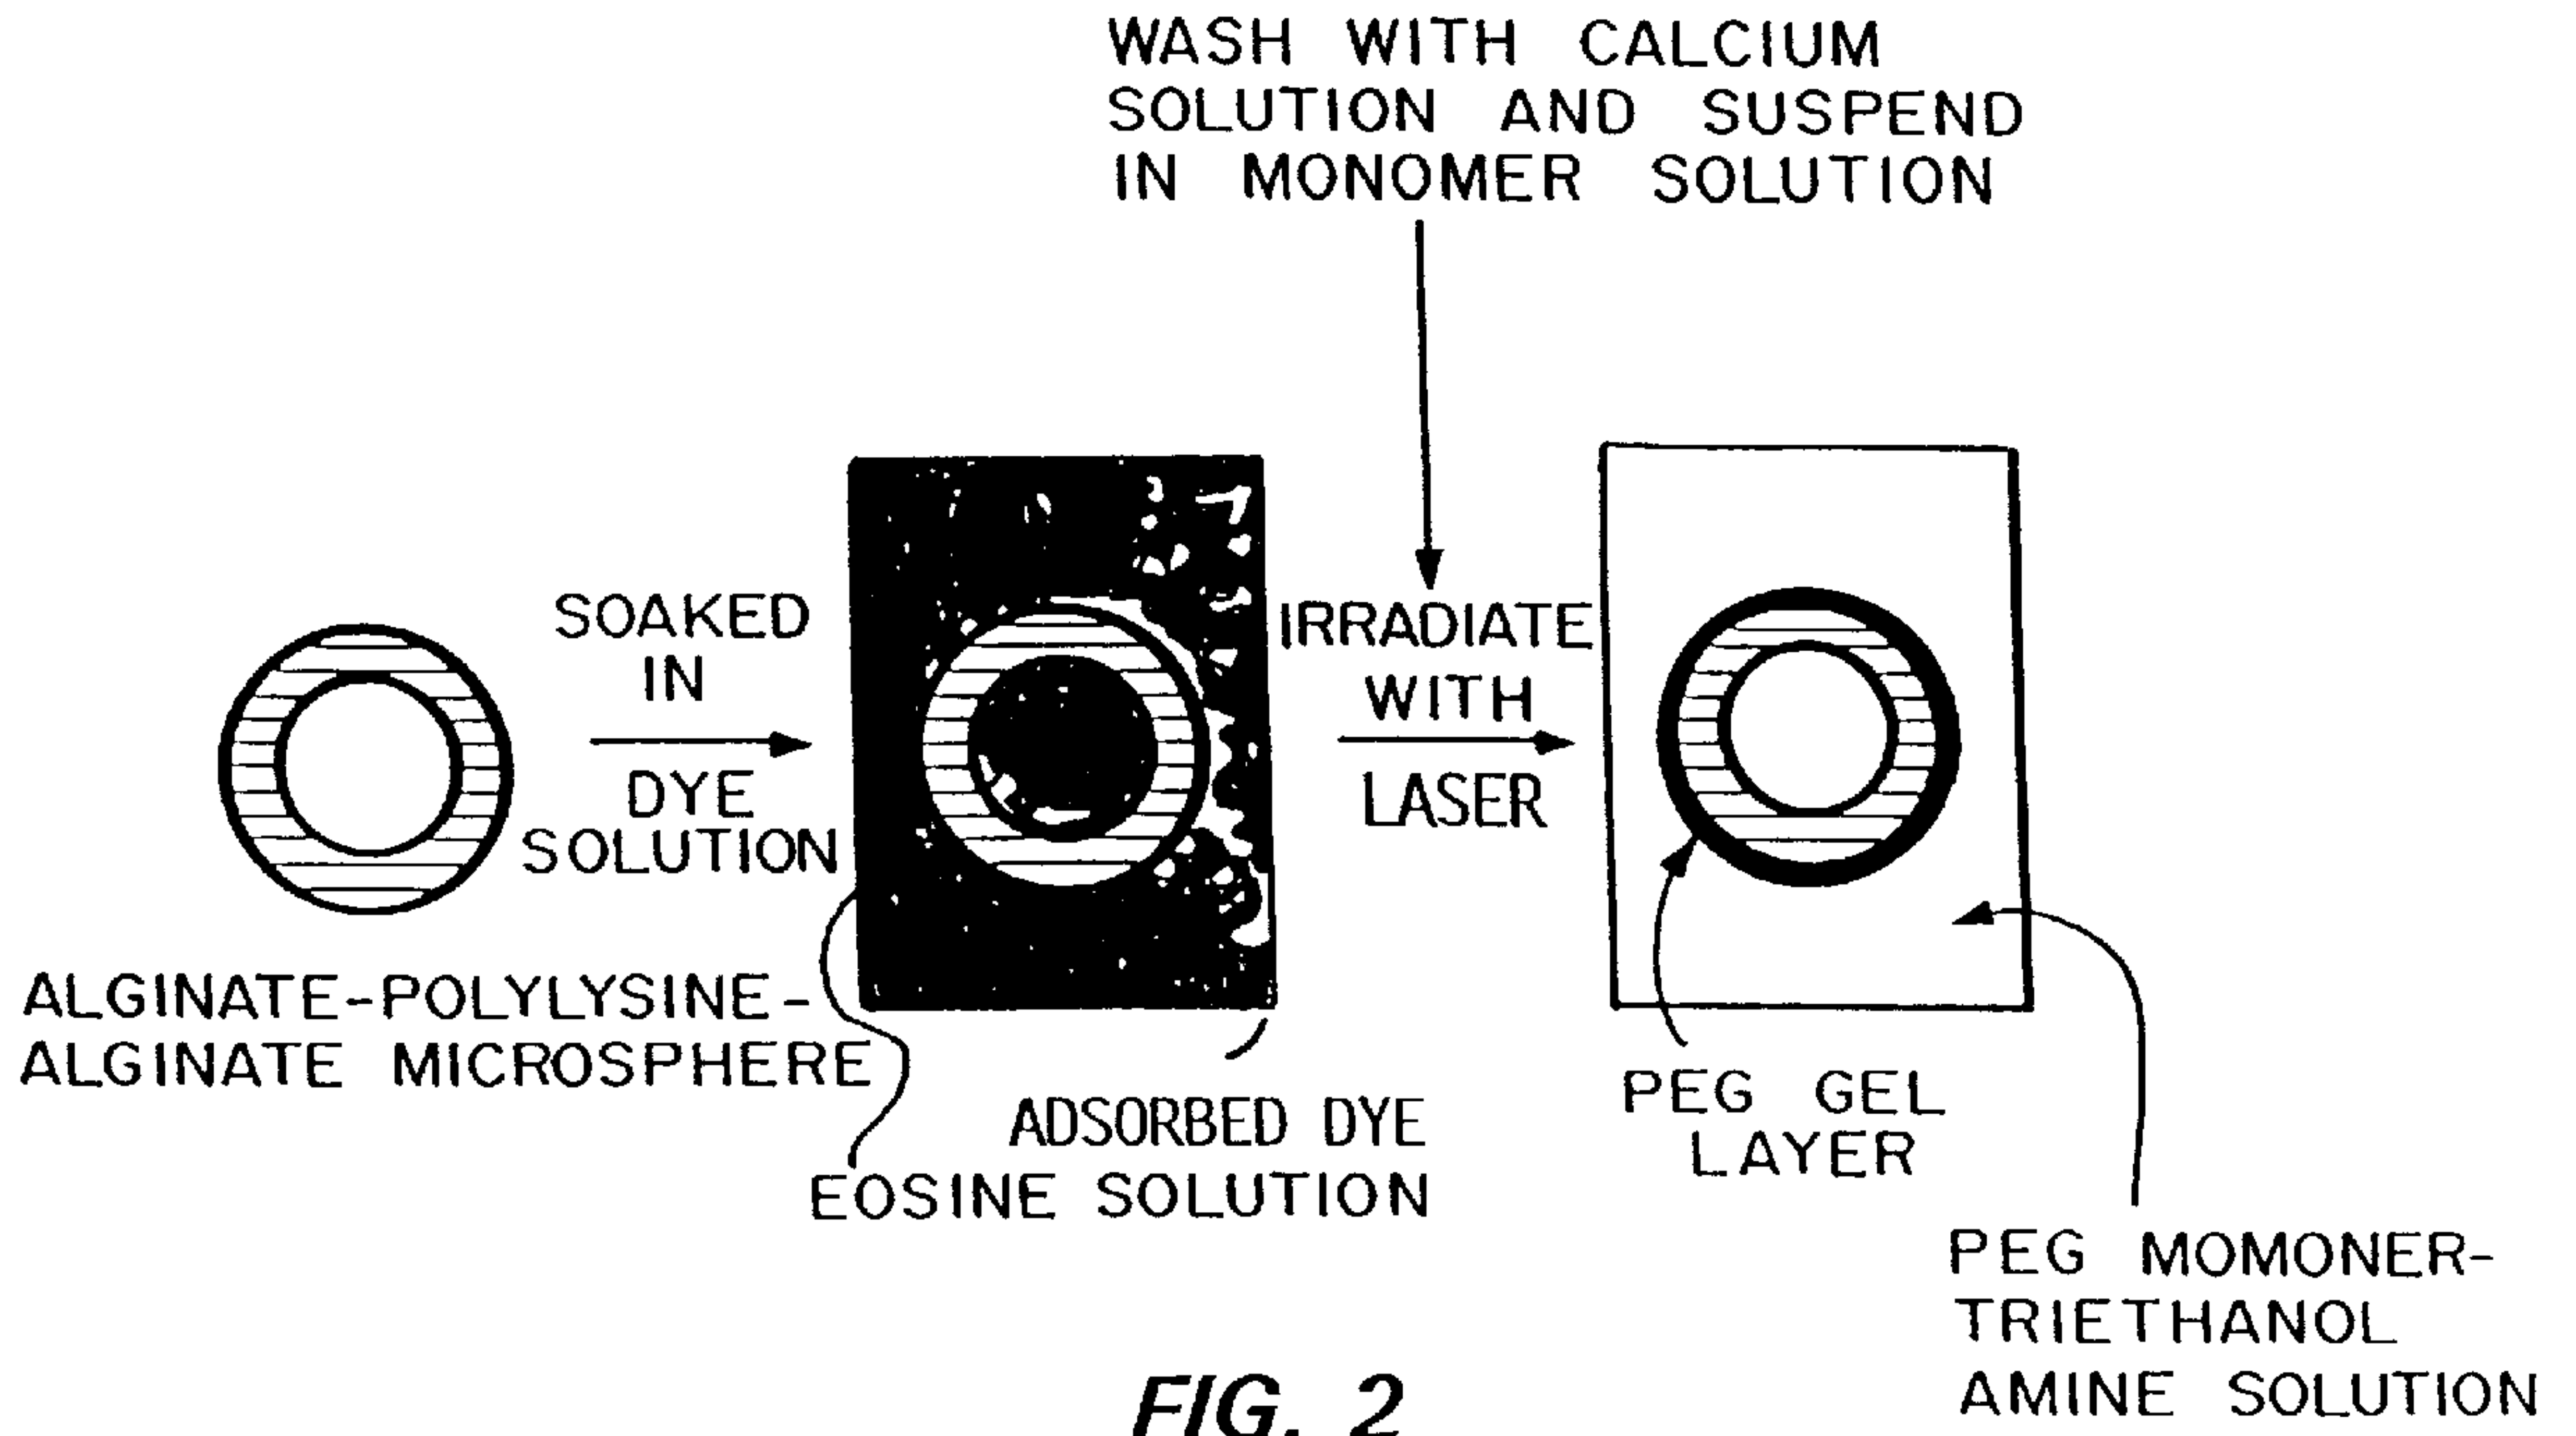 WASH WITH CALCIUM
SOLUTION AND SUSPEND
IN MONOMER SOLUTION
SOAKED
IN
DYE
SOLUTION
IRRADIATE
WITH
LASER
ALGINATE-POLYLYSINE-
ALGINATE MICROSPHERE
ADSORBED DYE
EOSINE SOLUTION
PEG GEL
LAYER
PEG MOMONER-
TRIETHANOL
AMINE SOLUTION
FIG. 2